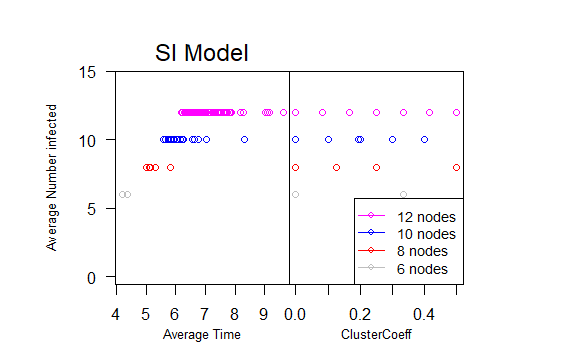 SI Model
Average Number infected
15
10
5
0
12 nodes
10 nodes
8 nodes
6 nodes
4 5 6 7 8 9 0.0 0.2 0.4
Average Time ClusterCoeff